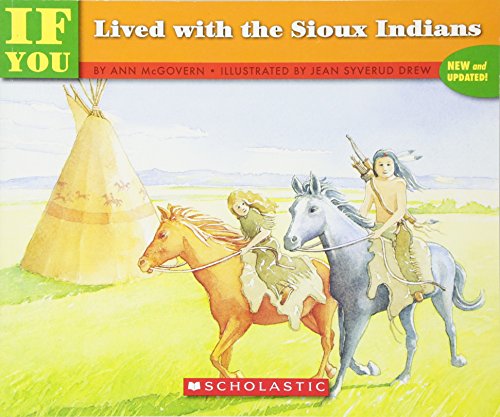 IF
YOU
Lived with the Sioux Indians
BY ANN McGOVERN • ILLUSTRATED BY JEAN SYVERUD DREW
NEW and
UPDATED!
SCHOLASTIC